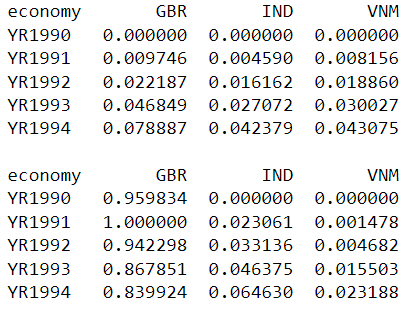 economy GBR IND VNM
YR1990 0.000000 0.000000 0.000000
YR1991 0.009746 0.004590 0.008156
YR1992 0.022187 0.016162 0.018860
YR1993 0.046849 0.027072 0.030027
YR1994 0.078887 0.042379 0.043075
economy GBR IND VNM
YR1990 0.959834 0.000000 0.000000
YR1991 1.000000 0.023061 0.001478
YR1992 0.942298 0.033136 0.004682
YR1993 0.867851 0.046375 0.015503
YR1994 0.839924 0.064630 0.023188